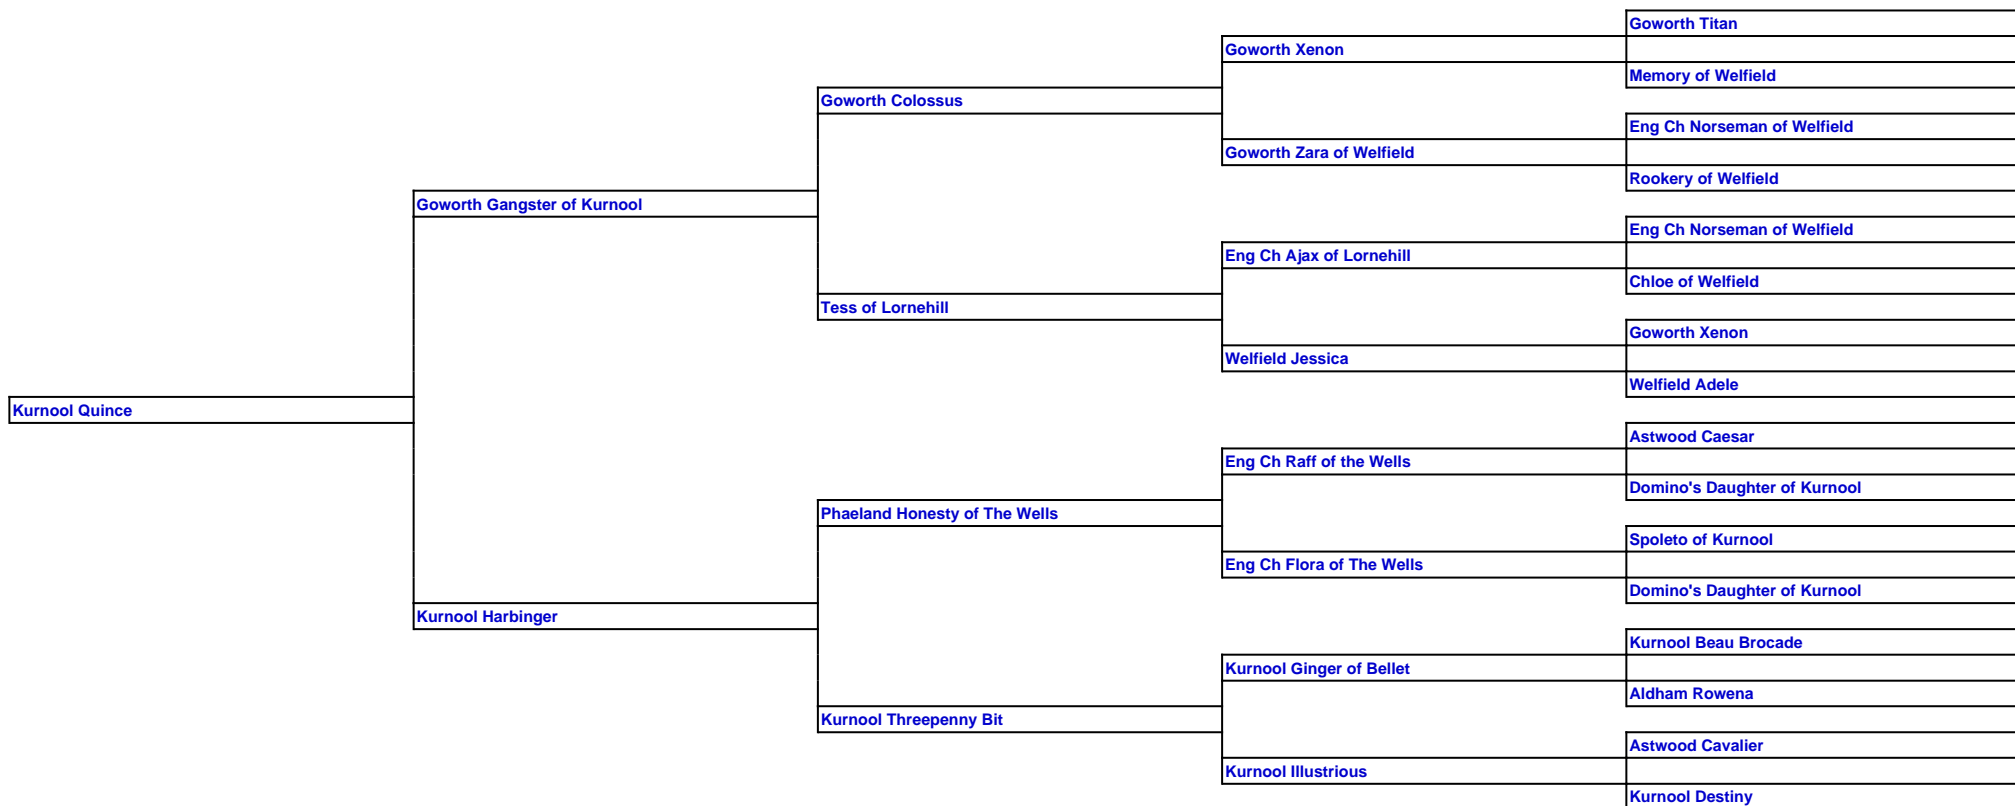 Goworth Titan
Goworth Xenon
Memory of Welfield
Goworth Colossus
Eng Ch Norseman of Welfield
Goworth Zara of Welfield
Rookery of Welfield
Goworth Gangster of Kurnool
Eng Ch Norseman of Welfield
Eng Ch Ajax of Lornehill
Chloe of Welfield
Tess of Lornehill
Goworth Xenon
Welfield Jessica
Welfield Adele
Kurnool Quince
Astwood Caesar
Eng Ch Raff of the Wells
Domino's Daughter of Kurnool
Phaeland Honesty of The Wells
Spoleto of Kurnool
Eng Ch Flora of The Wells
Domino's Daughter of Kurnool
Kurnool Harbinger
Kurnool Beau Brocade
Kurnool Ginger of Bellet
Aldham Rowena
Kurnool Threepenny Bit
Astwood Cavalier
Kurnool Illustrious
Kurnool Destiny